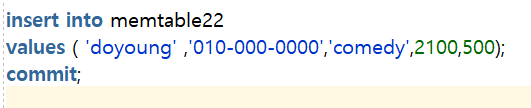 insert into memtable22
values ( 'doyoung' ,'010-000-0000','comedy',2100,500);
commit;